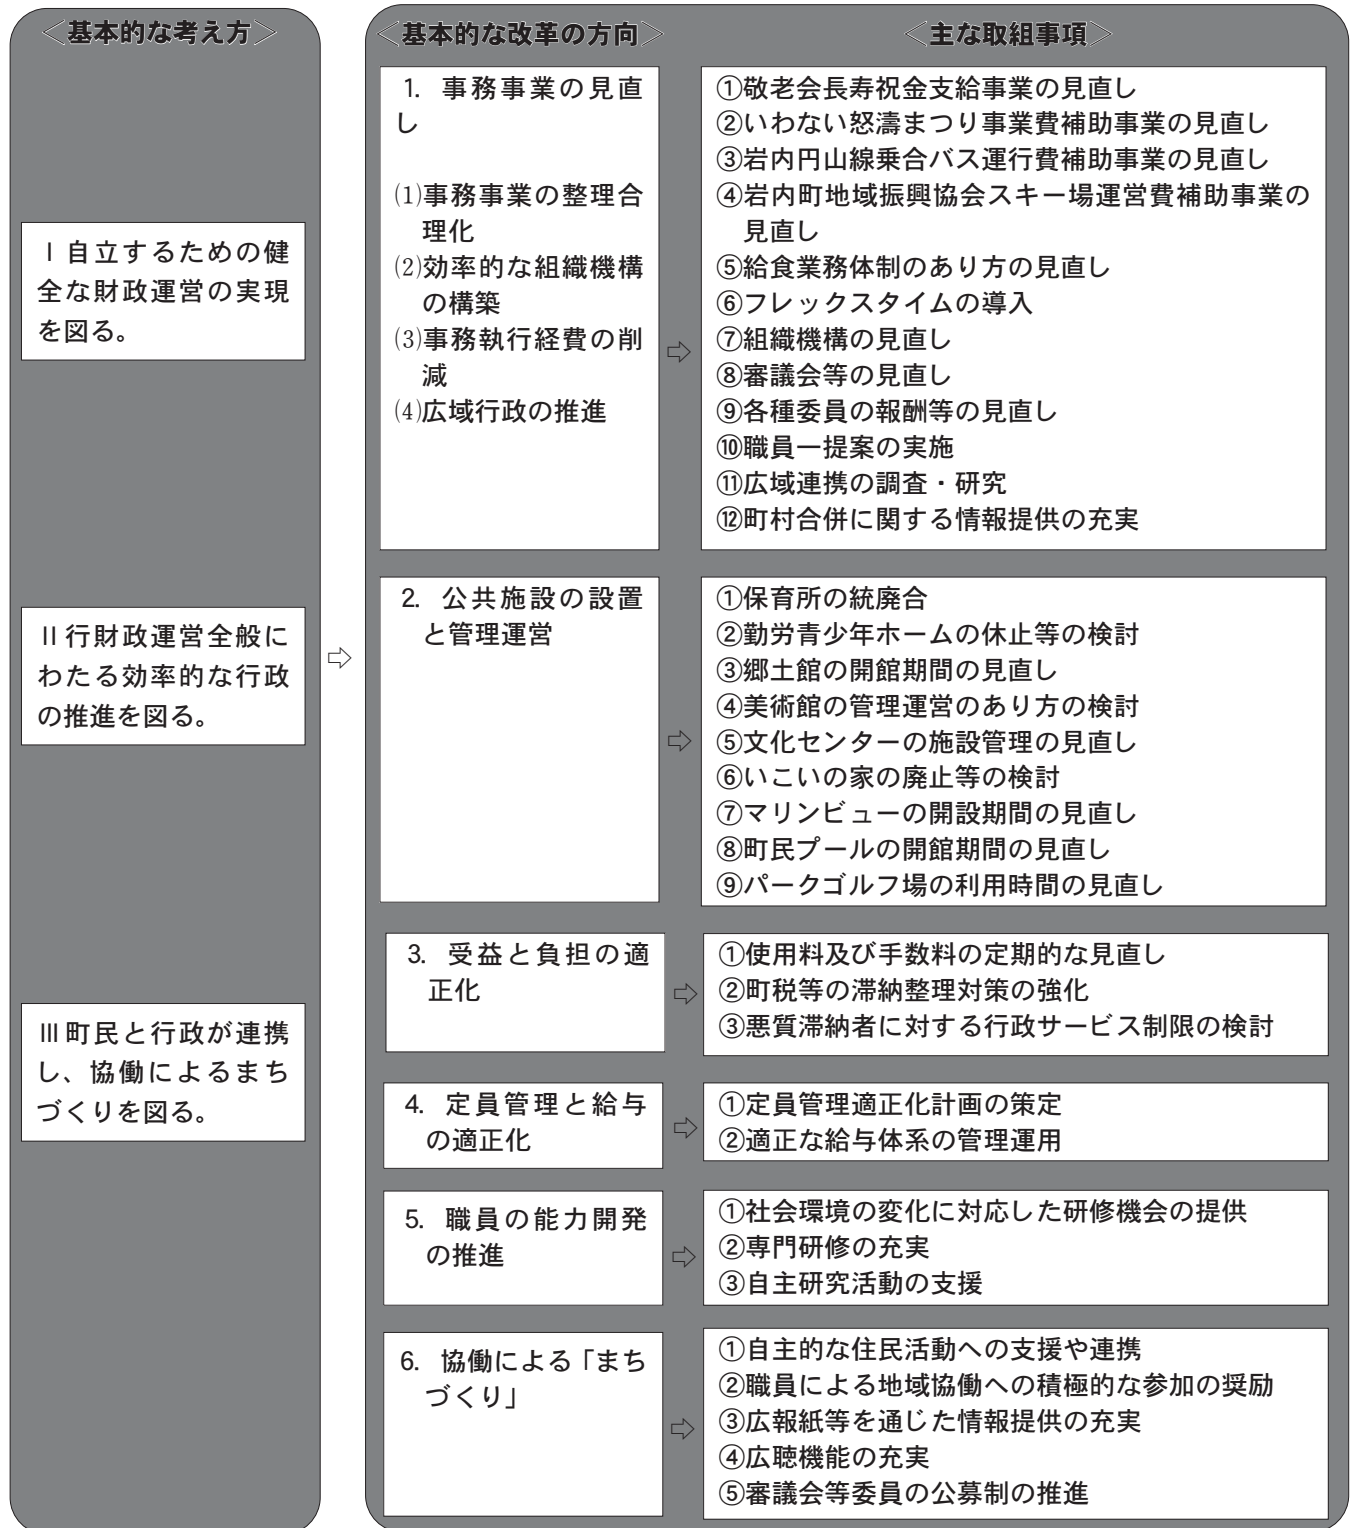 ＜基本的な考え方＞
Ⅰ自立するための健
全な財政運営の実現
を図る。
Ⅱ行財政運営全般に
わたる効率的な行政
の推進を図る。
Ⅲ町民と行政が連携
し、協働によるまち
づくりを図る。
⇨
＜基本的な改革の方向＞
＜主な取組事項＞
1. 事務事業の見直
し
⑴事務事業の整理合
理化
⑵効率的な組織機構
の構築
⑶事務執行経費の削
減
⑷広域行政の推進
⇨
①敬老会長寿祝金支給事業の見直し
②いわない怒濤まつり事業費補助事業の見直し
③岩内円山線乗合バス運行費補助事業の見直し
④岩内町地域振興協会スキー場運営費補助事業の
見直し
⑤給食業務体制のあり方の見直し
⑥フレックスタイムの導入
⑦組織機構の見直し
⑧審議会等の見直し
⑨各種委員の報酬等の見直し
⑩職員一提案の実施
⑪広域連携の調査・研究
⑫町村合併に関する情報提供の充実
2. 公共施設の設置
と管理運営
⇨
①保育所の統廃合
②勤労青少年ホームの休止等の検討
③郷土館の開館期間の見直し
④美術館の管理運営のあり方の検討
⑤文化センターの施設管理の見直し
⑥いこいの家の廃止等の検討
⑦マリンビューの開設期間の見直し
⑧町民プールの開館期間の見直し
⑨パークゴルフ場の利用時間の見直し
3. 受益と負担の適
正化
⇨
①使用料及び手数料の定期的な見直し
②町税等の滞納整理対策の強化
③悪質滞納者に対する行政サービス制限の検討
4. 定員管理と給与
の適正化
⇨
①定員管理適正化計画の策定
②適正な給与体系の管理運用
5. 職員の能力開発
の推進
⇨
①社会環境の変化に対応した研修機会の提供
②専門研修の充実
③自主研究活動の支援
6. 協働による「まち
づくり」
⇨
①自主的な住民活動への支援や連携
②職員による地域協働への積極的な参加の奨励
③広報紙等を通じた情報提供の充実
④広聴機能の充実
⑤審議会等委員の公募制の推進